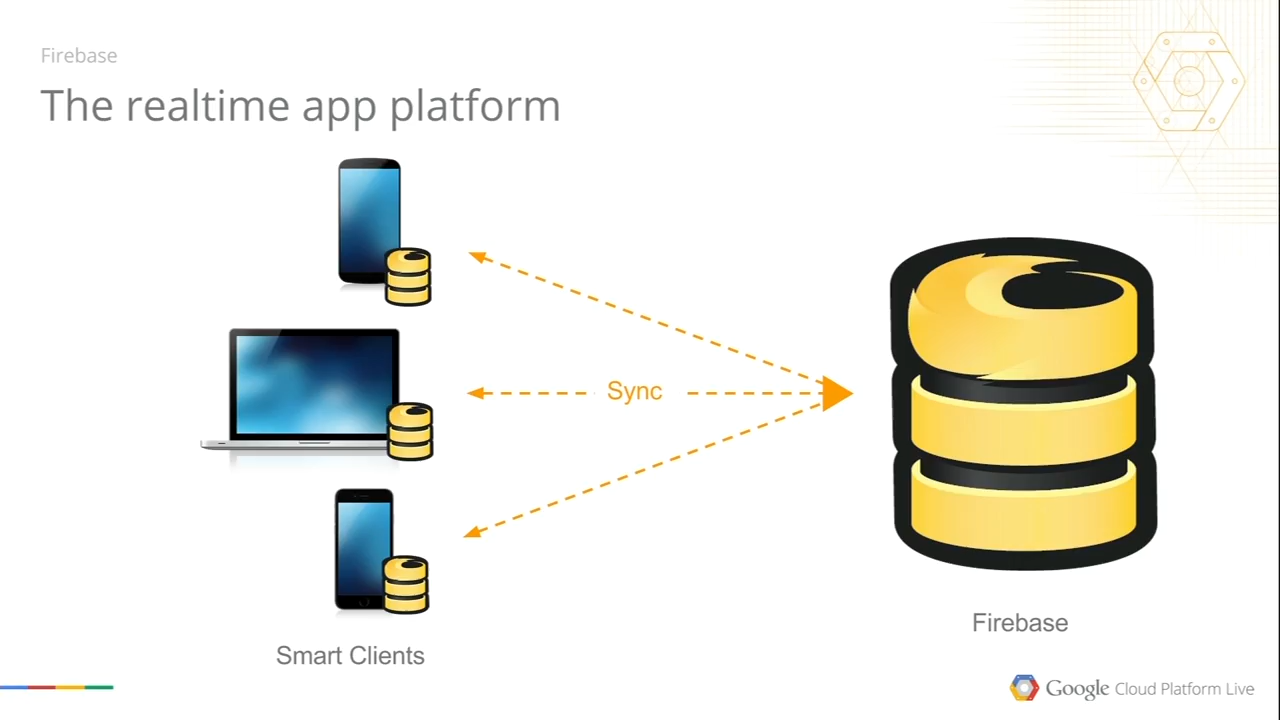 Firebase
The realtime app platform
Sync
Firebase
Smart Clients
Google Cloud Platform Live